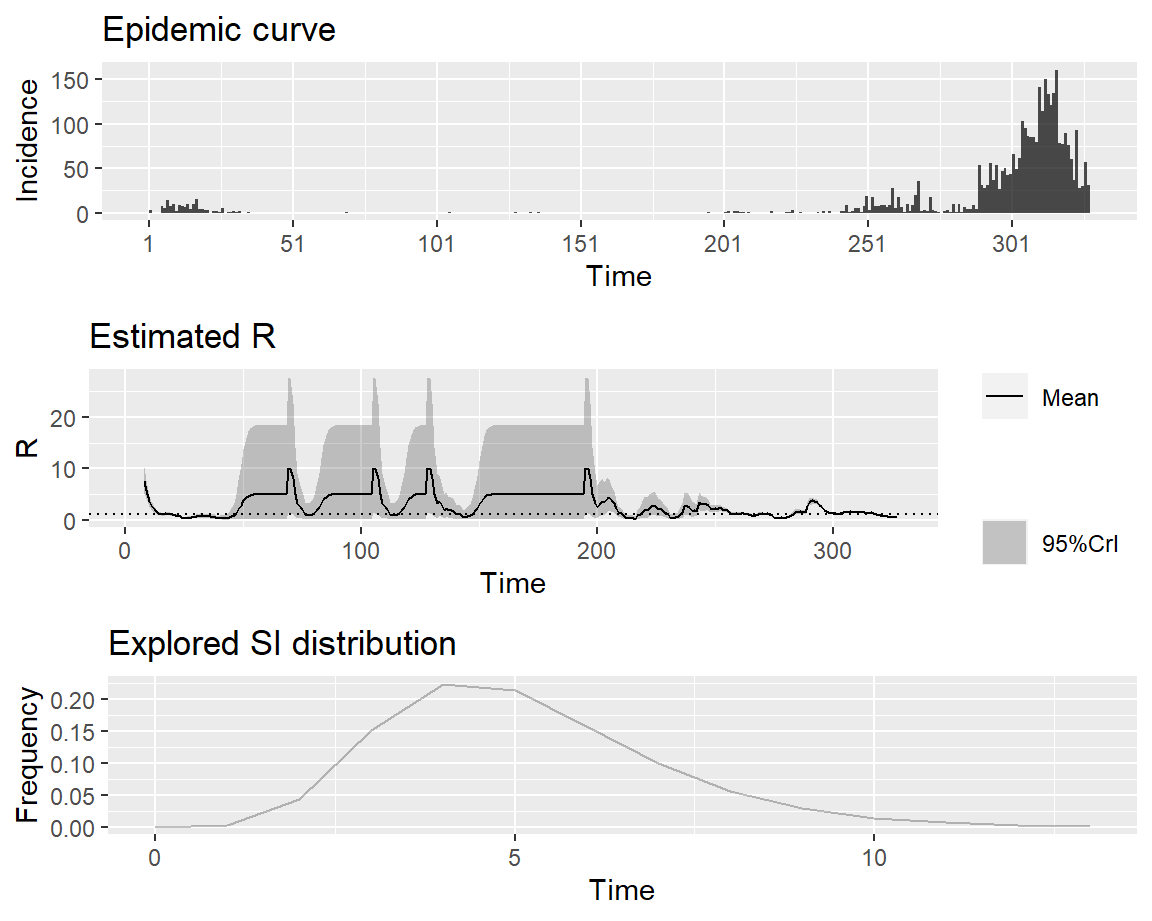 Epidemic curve
Incidence
150
100
50
0
1 51 101 151 201 251 301
Time
Estimated R
R
20
10
0
0 100 200 300
Time
Mean
95%CrI
Explored SI distribution
Frequency
0.20
0.15
0.10
0.05
0.00
0 5 10
Time